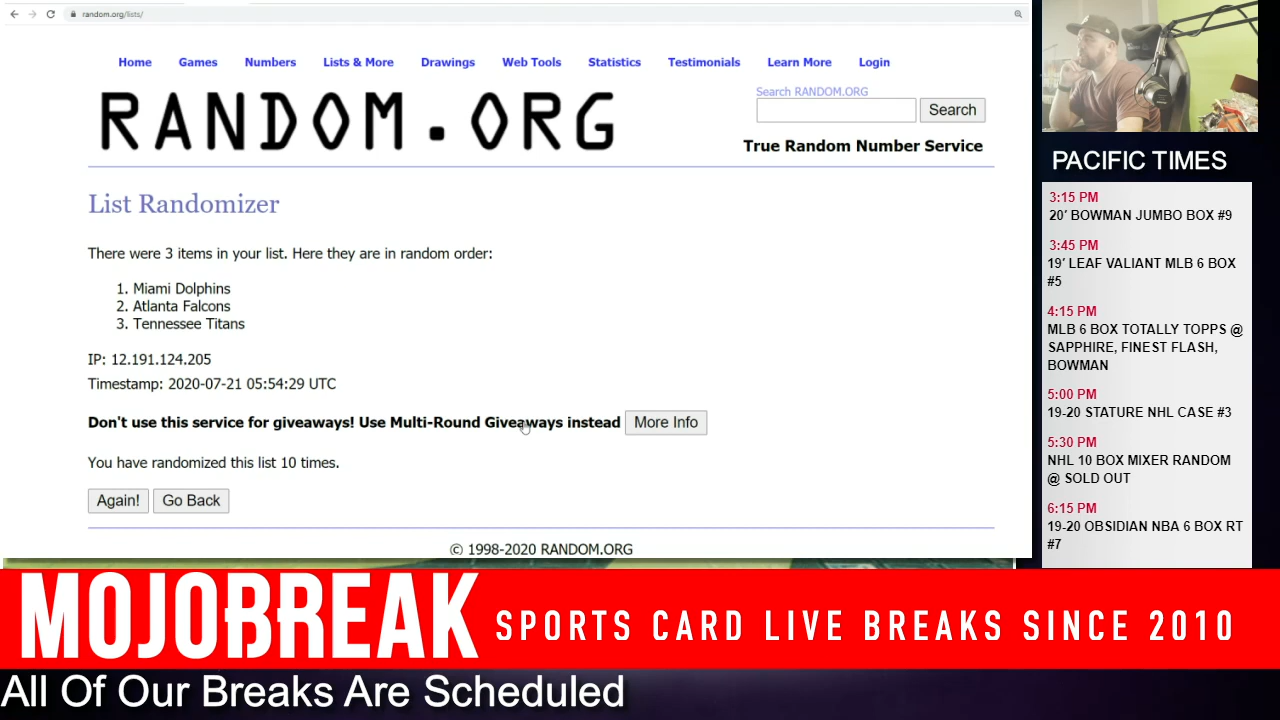 random.org/lists/
Home Games Numbers Lists & More Drawings Web Tools Statistics Testimonials Learn More Login
RANDOM.ORG
Search RANDOM.ORG
Search
True Random Number Service
List Randomizer
There were 3 items in your list. Here they are in random order:
1. Miami Dolphins
2. Atlanta Falcons
3. Tennessee Titans
IP: 12.191.124.205
Timestamp: 2020-07-21 05:54:29 UTC
Don't use this service for giveaways! Use Multi-Round Giveaways instead More Info
You have randomized this list 10 times.
Again! Go Back
© 1998-2020 RANDOM.ORG
PACIFIC TIMES
3:15 PM
20' BOWMAN JUMBO BOX #9
3:45 PM
19' LEAF VALIANT MLB 6 BOX
#5
4:15 PM
MLB 6 BOX TOTALLY TOPPS @
SAPPHIRE, FINEST FLASH,
BOWMAN
5:00 PM
19-20 STATURE NHL CASE #3
5:30 PM
NHL 10 BOX MIXER RANDOM
@ SOLD OUT
6:15 PM
19-20 OBSIDIAN NBA 6 BOX RT
#7
MOJOBREAK SPORTS CARD LIVE BREAKS SINCE 2010
All Of Our Breaks Are Scheduled